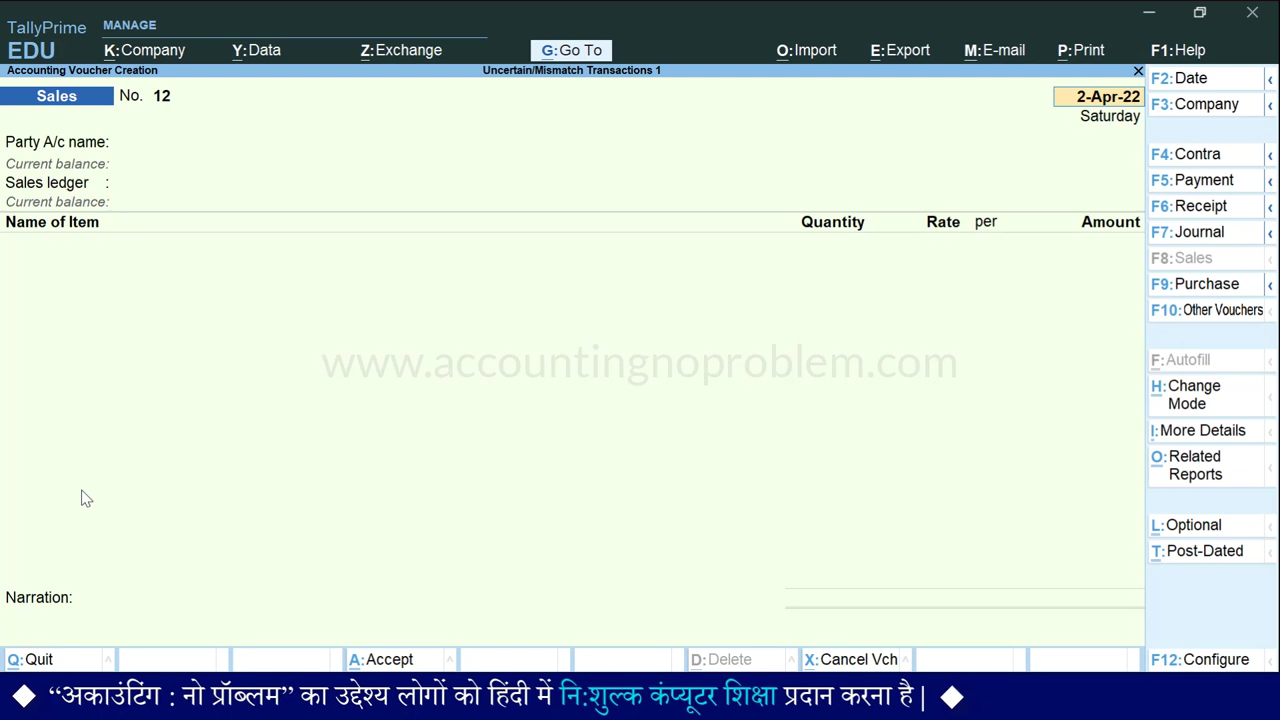 TallyPrime MANAGE
EDU K:Company Y:Data Z:Exchange G:Go To O:Import E:Export M:E-mail P:Print F1:Help
Accounting Voucher Creation Uncertain/Mismatch Transactions 1
F2:Date
Sales No. 12 2-Apr-22
F3:Company
Saturday
Party A/c name:
F4:Contra
Current balance:
F5:Payment
Sales ledger :
Current balance:
F6:Receipt
Name of Item Quantity Rate per Amount
F7:Journal
F8:Sales
F9:Purchase
F10:Other Vouchers
www.accountingnoproblem.com
F:Autofill
H:Change
Mode
I:More Details
O:Related
Reports
L:Optional
T:Post-Dated
Narration:
Q:Quit A:Accept D:Delete X:Cancel Vch F12:Configure
“अकाउंटिंग : नो प्रॉब्लम” का उद्देश्य लोगों को हिंदी में नि:शुल्क कंप्यूटर शिक्षा प्रदान करना है |